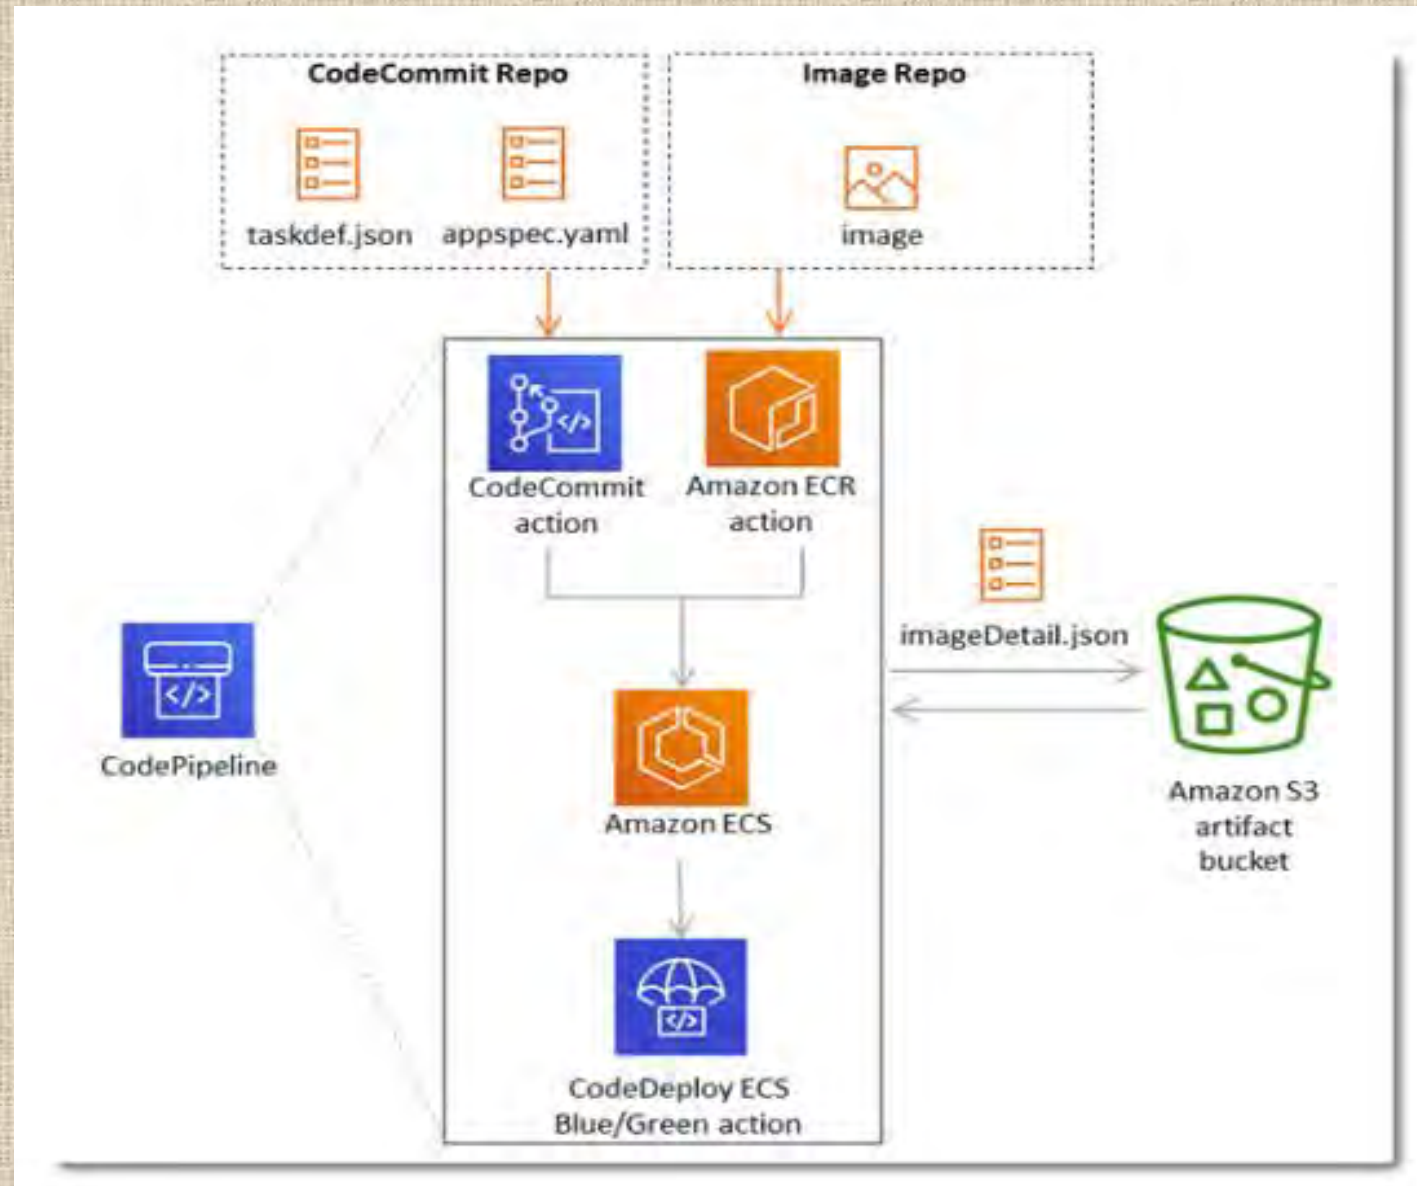 CodeCommit Repo
Image Repo
taskdef.json
appspec.yaml
image
</>
CodeCommit
action
Amazon ECR
action
imageDetail.json
</>
CodePipeline
Amazon ECS
Amazon S3
artifact
bucket
</>
CodeDeploy ECS
Blue/Green action